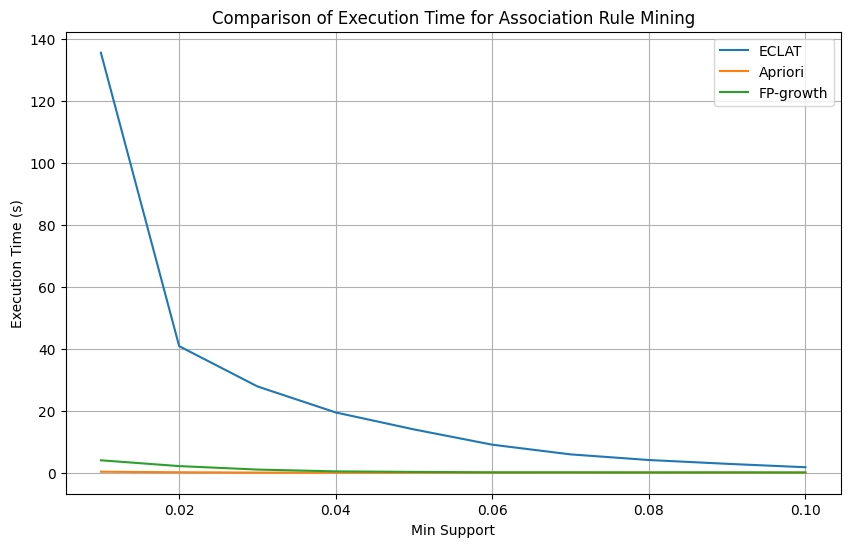 Comparison of Execution Time for Association Rule Mining
ECLAT
Apriori
FP-growth
Execution Time (s)
140
120
100
80
60
40
20
0
0.02
0.04
0.06
0.08
0.10
Min Support